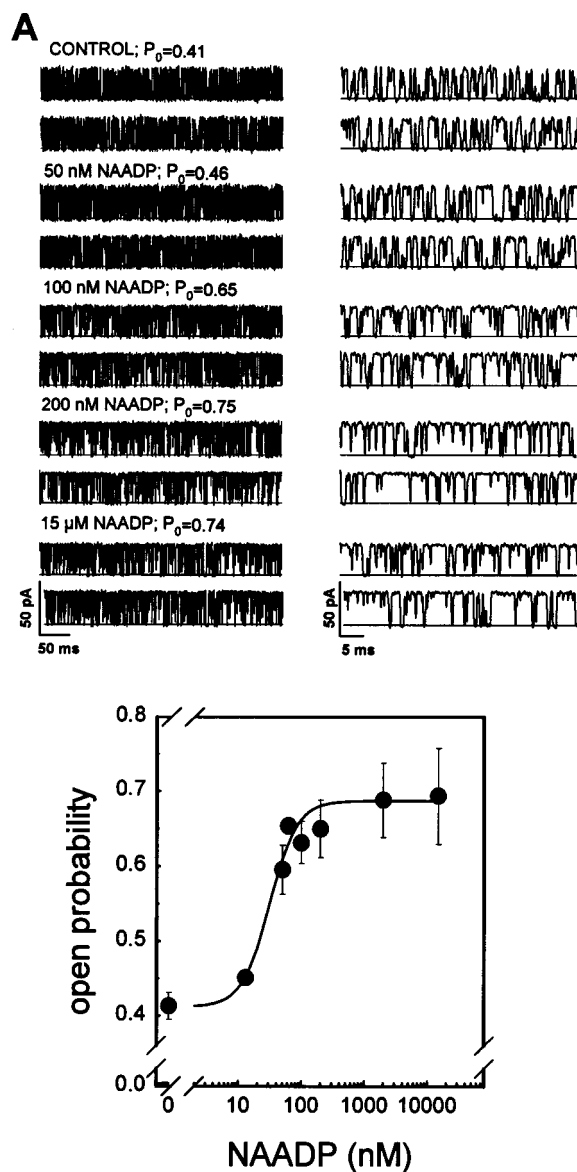 A
CONTROL; P0=0.41
50 nM NAADP; P0=0.46
100 nM NAADP; P0=0.65
200 nM NAADP; P0=0.75
15 µM NAADP; P0=0.74
50 pA
50 ms
50 pA
5 ms
0.8
0.7
0.6
0.5
0.4
0.0
open probability
0 10 100 1000 10000
NAADP (nM)